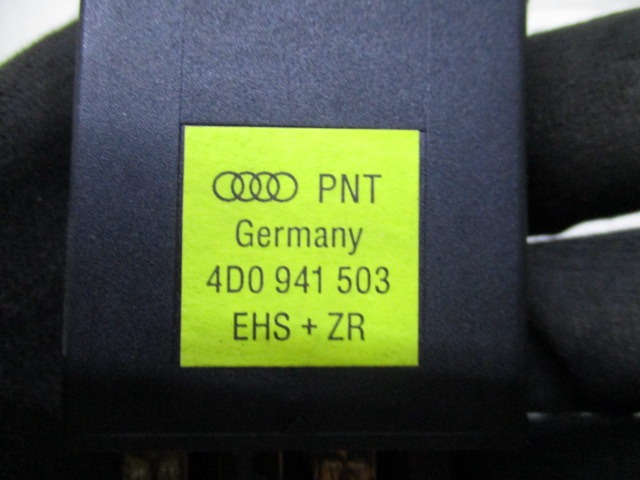 PNT
Germany
4D0 941 503
EHS + ZR